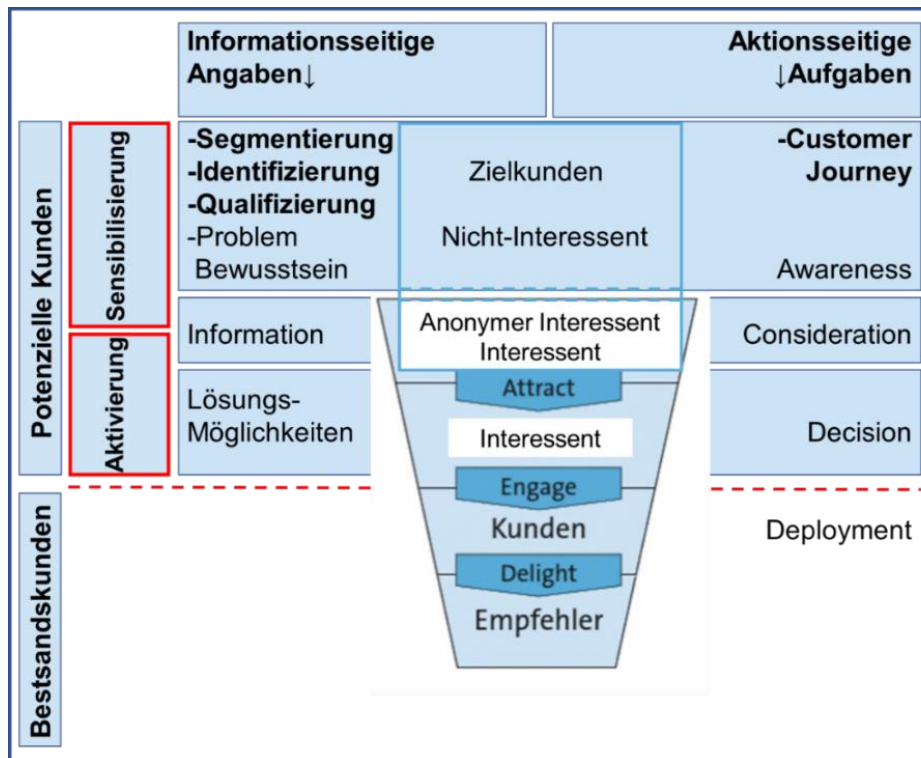 Informationsseitige
Angaben↓
Aktionsseitige
↓Aufgaben
Potenzielle Kunden
Sensibilisierung
-Segmentierung
-Identifizierung
-Qualifizierung
-Problem
Bewusstsein
Zielkunden
Nicht-Interessent
-Customer
Journey
Awareness
Aktivierung
Information
Anonymer Interessent
Interessent
Consideration
Attract
Lösungs-
Möglichkeiten
Interessent
Decision
Engage
Bestsandskunden
Kunden
Deployment
Delight
Empfehler